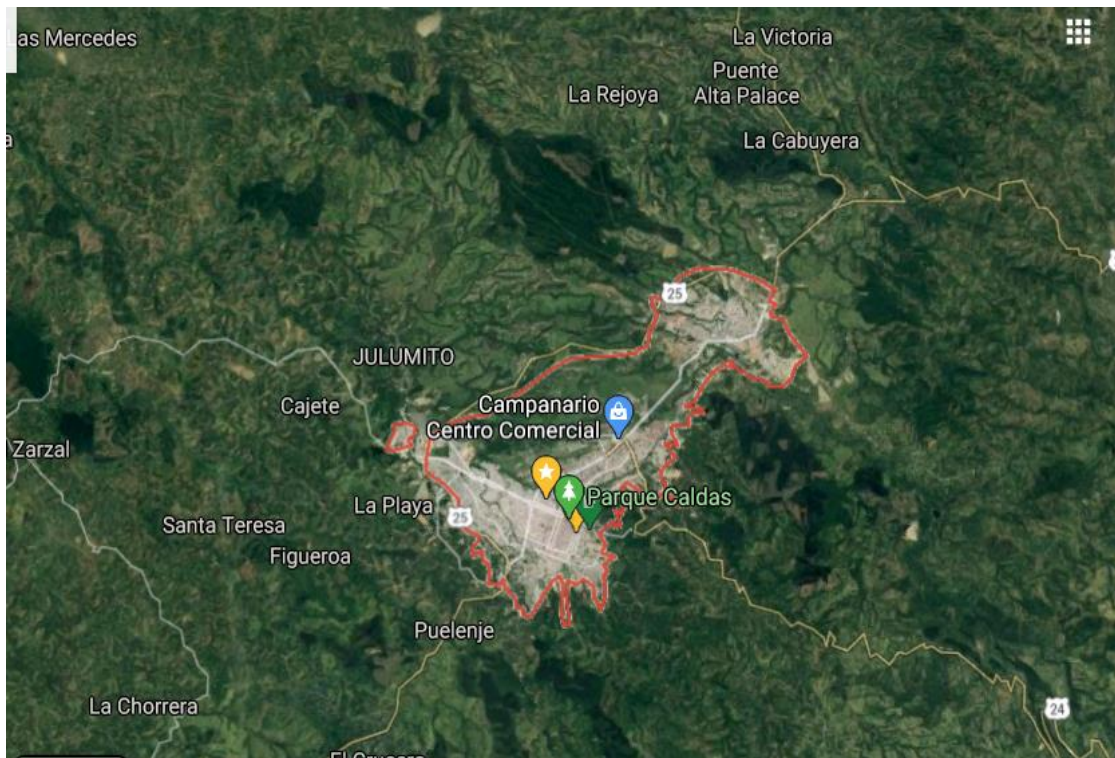 as Mercedes
La Victoria
Puente
Alta Palace
La Rejoya
La Cabuyera
25
JULUMITO
Cajete
Campanario
Centro Comercial
Zarzal
Parque Caldas
La Playa
25
Santa Teresa
Figueroa
Puelenje
La Chorrera
24